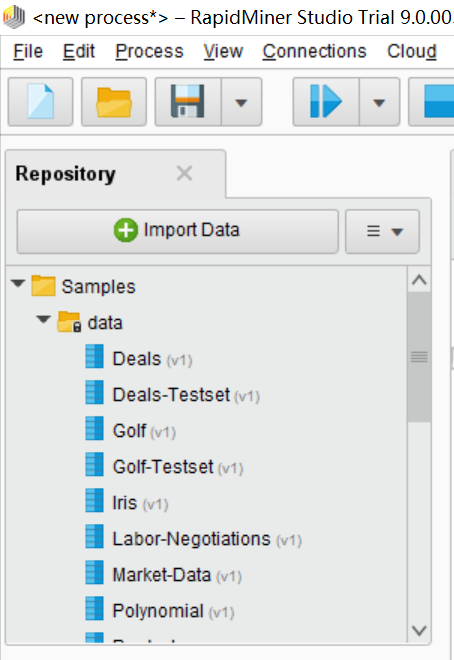 <new process*> – RapidMiner Studio Trial 9.0.00
File Edit Process View Connections Cloud
Repository
Import Data
Samples
data
Deals (v1)
Deals-Testset (v1)
Golf (v1)
Golf-Testset (v1)
Iris (v1)
Labor-Negotiations (v1)
Market-Data (v1)
Polynomial (v1)